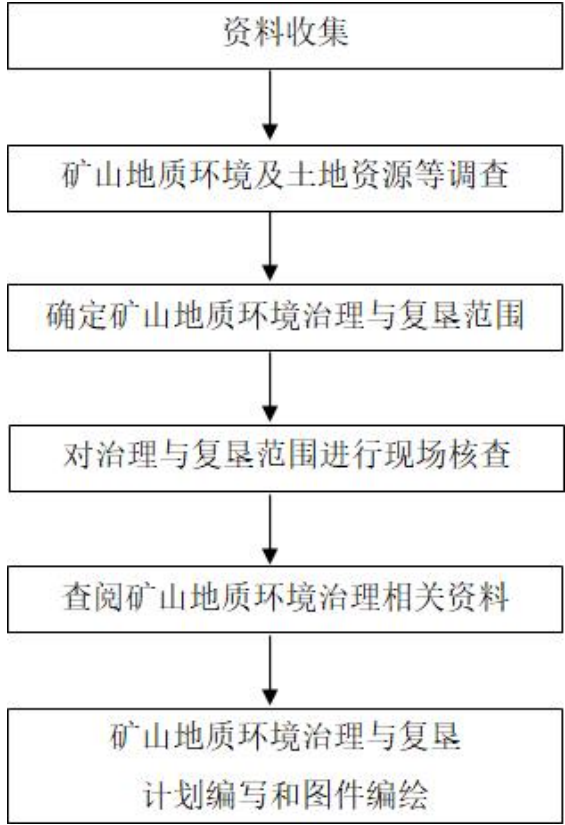 资料收集
矿山地质环境及土地资源等调查
确定矿山地质环境治理与复垦范围
对治理与复垦范围进行现场核查
查阅矿山地质环境治理相关资料
矿山地质环境治理与复垦
计划编写和图件编绘